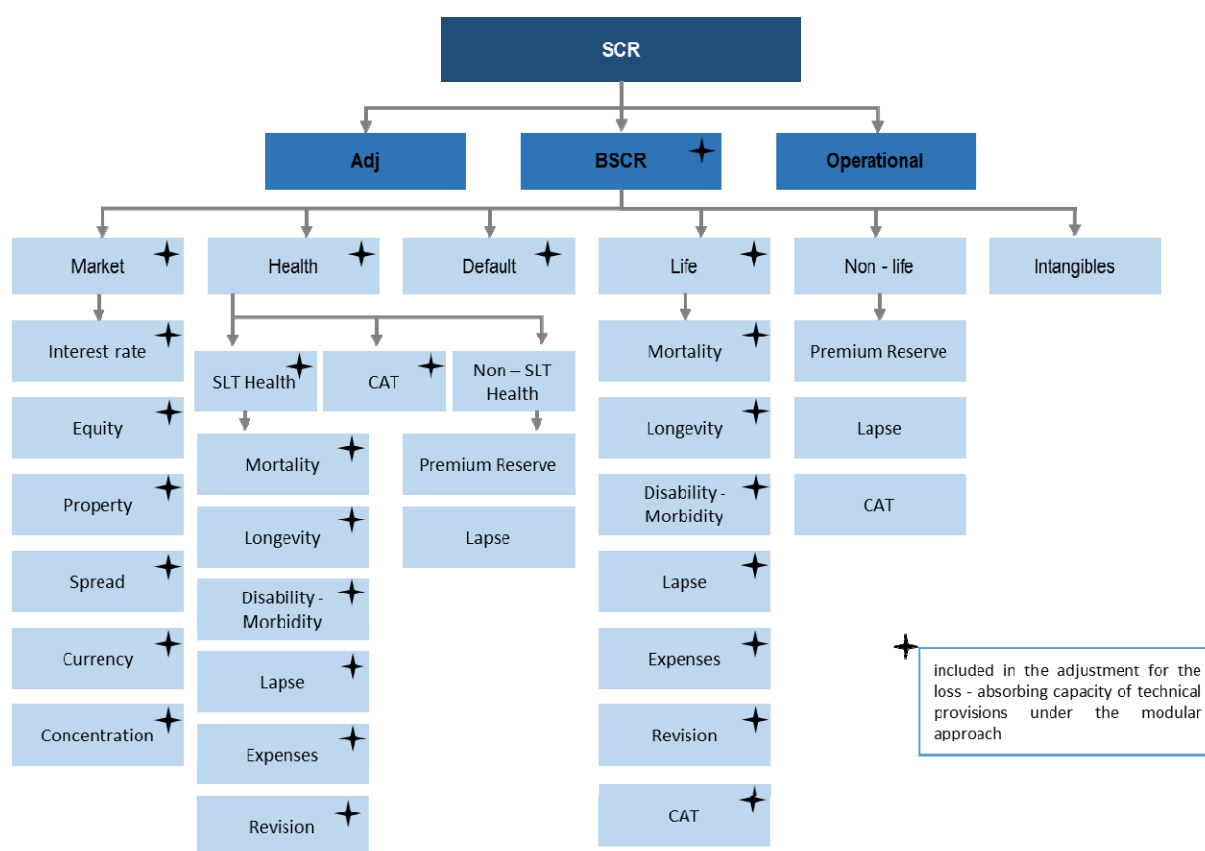 SCR
Adj
BSCR
Operational
Market
Health
Default
Life
Non - life
Intangibles
Interest rate
Equity
Property
Spread
Currency
Concentration
SLT Health
CAT
Non – SLT
Health
Mortality
Longevity
Disability -
Morbidity
Lapse
Expenses
Revision
Premium Reserve
Lapse
Mortality
Longevity
Disability -
Morbidity
Lapse
Expenses
Revision
CAT
Premium Reserve
Lapse
CAT
included in the adjustment for the
loss - absorbing capacity of technical
provisions under the modular
approach